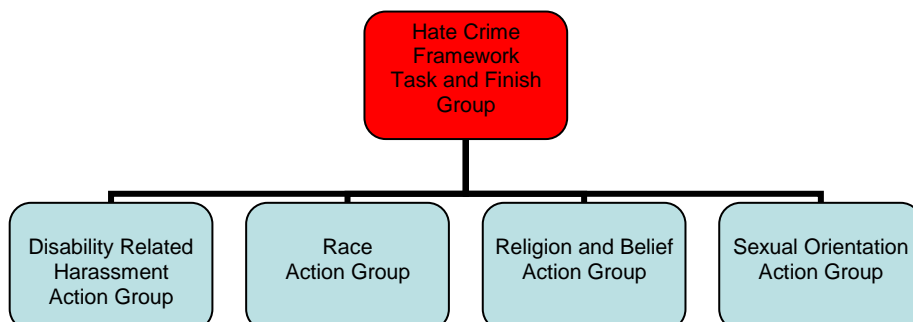 Hate Crime
Framework
Task and Finish
Group
Disability Related
Harassment
Action Group
Race
Action Group
Religion and Belief
Action Group
Sexual Orientation
Action Group